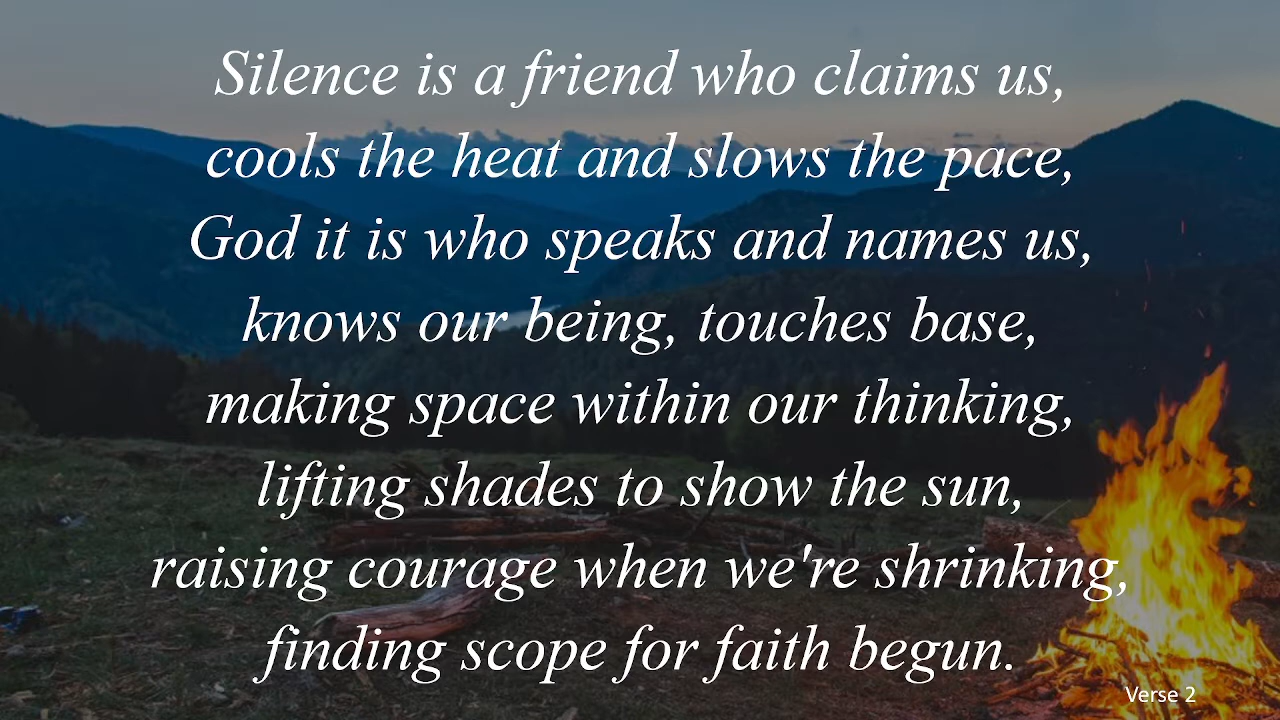 Silence is a friend who claims us,
cools the heat and slows the pace,
God it is who speaks and names us,
knows our being, touches base,
making space within our thinking,
lifting shades to show the sun,
raising courage when we're shrinking,
finding scope for faith begun.
Verse 2